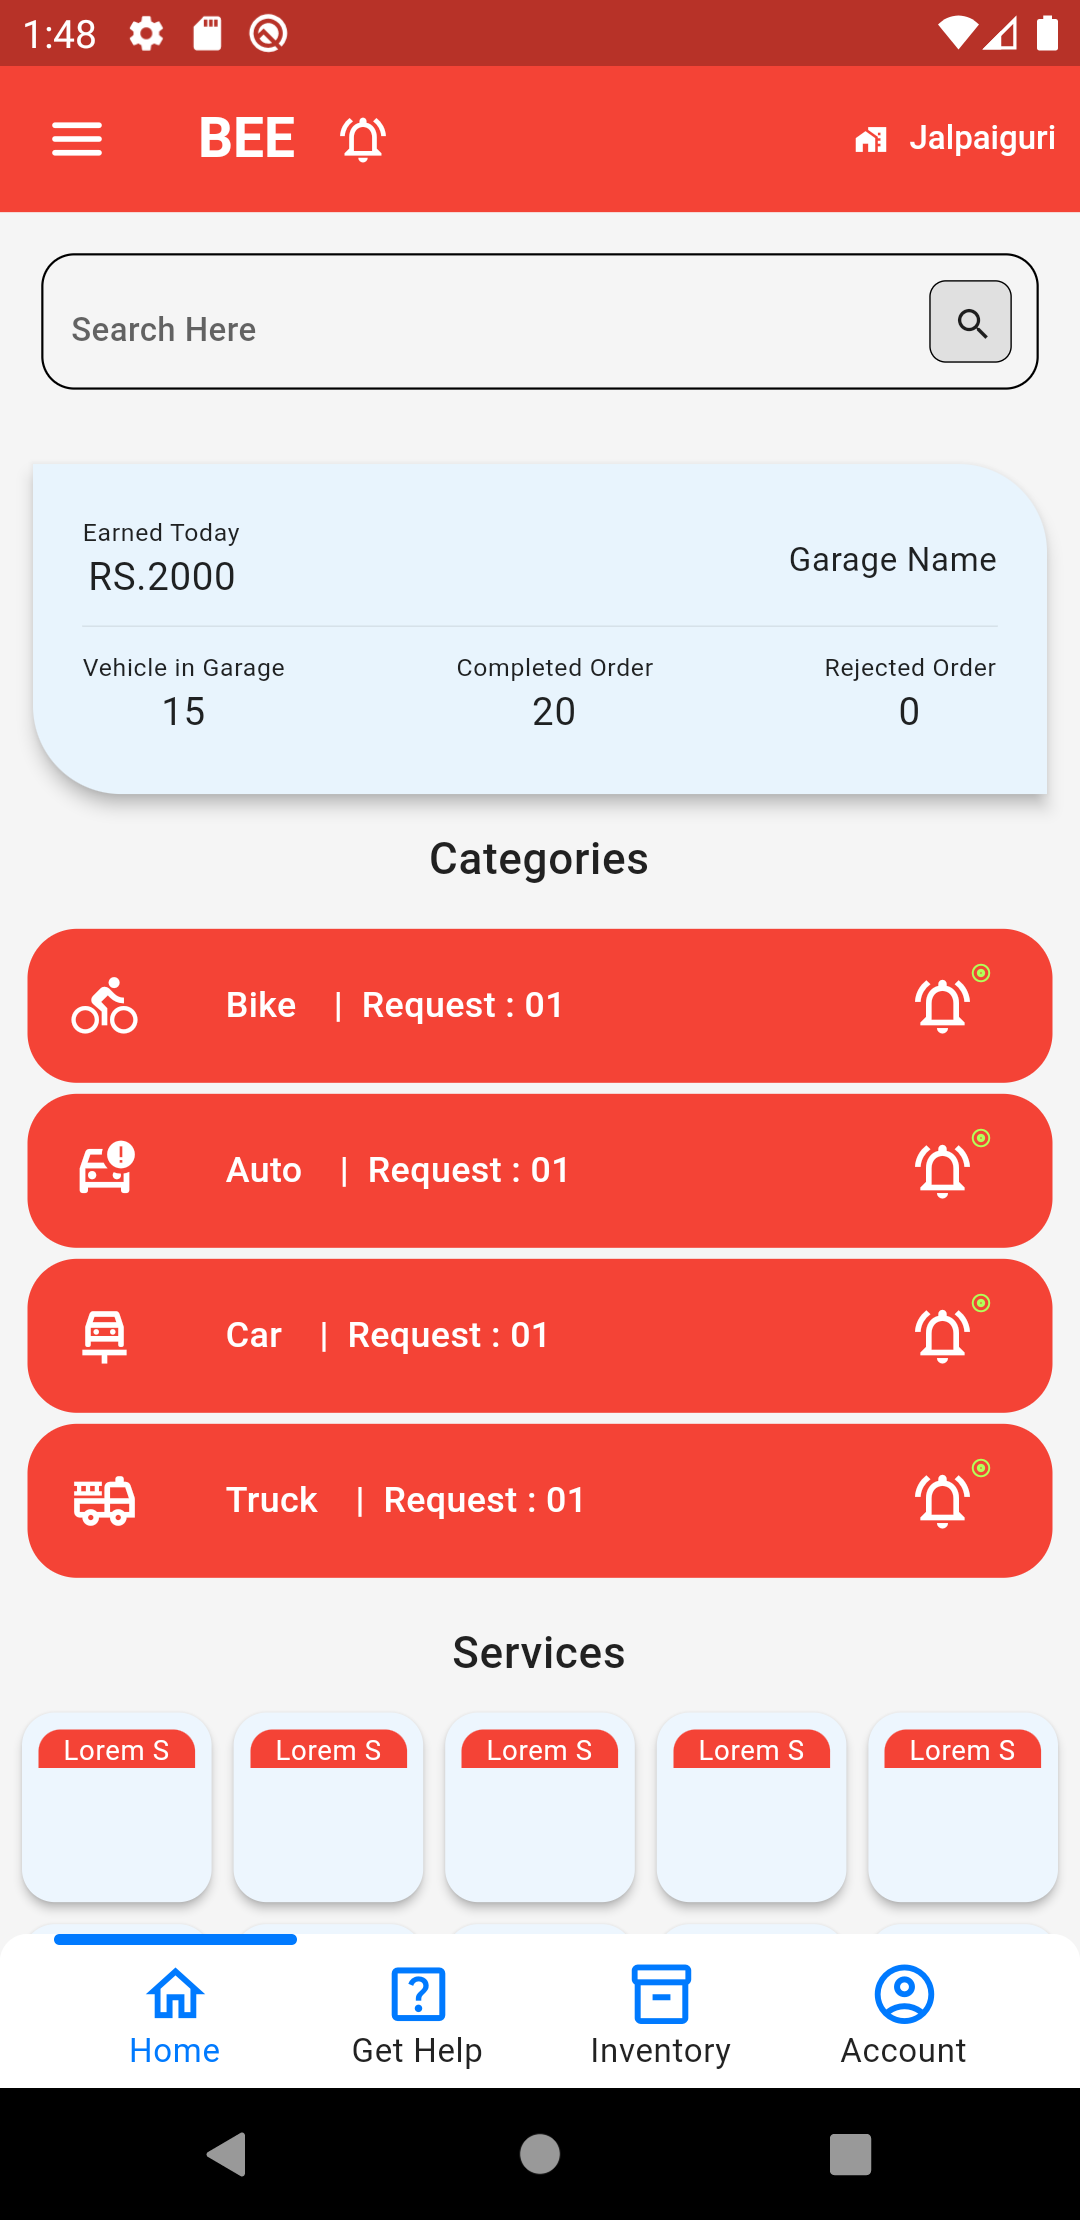 1:48
BEE
Jalpaiguri
Search Here
Earned Today
RS.2000
Garage Name
Vehicle in Garage Completed Order Rejected Order
15 20 0
Categories
Bike | Request : 01
Auto | Request : 01
Car | Request : 01
Truck | Request : 01
Services
Lorem S Lorem S Lorem S Lorem S Lorem S
Home Get Help Inventory Account